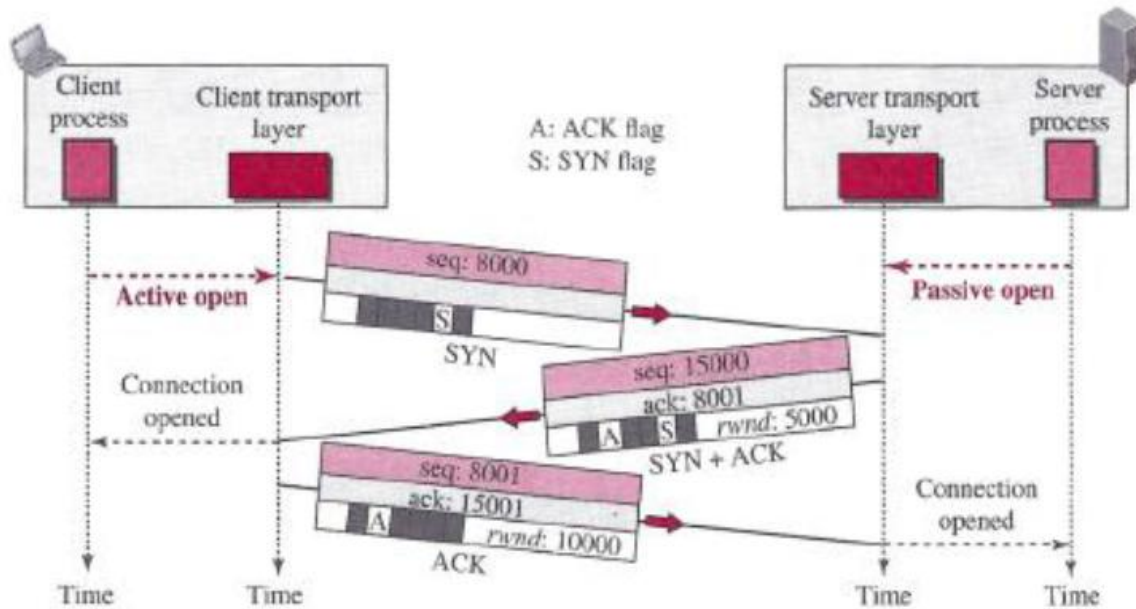 Client
process
Client transport
layer
A: ACK flag
S: SYN flag
Server transport
layer
Server
process
seq: 8000
S
SYN
Active open
Passive open
seq: 15000
ack: 8001
A S rwnd: 5000
SYN + ACK
Connection
opened
seq: 8001
ack: 15001
A rwnd: 10000
ACK
Connection
opened
Time
Time
Time
Time